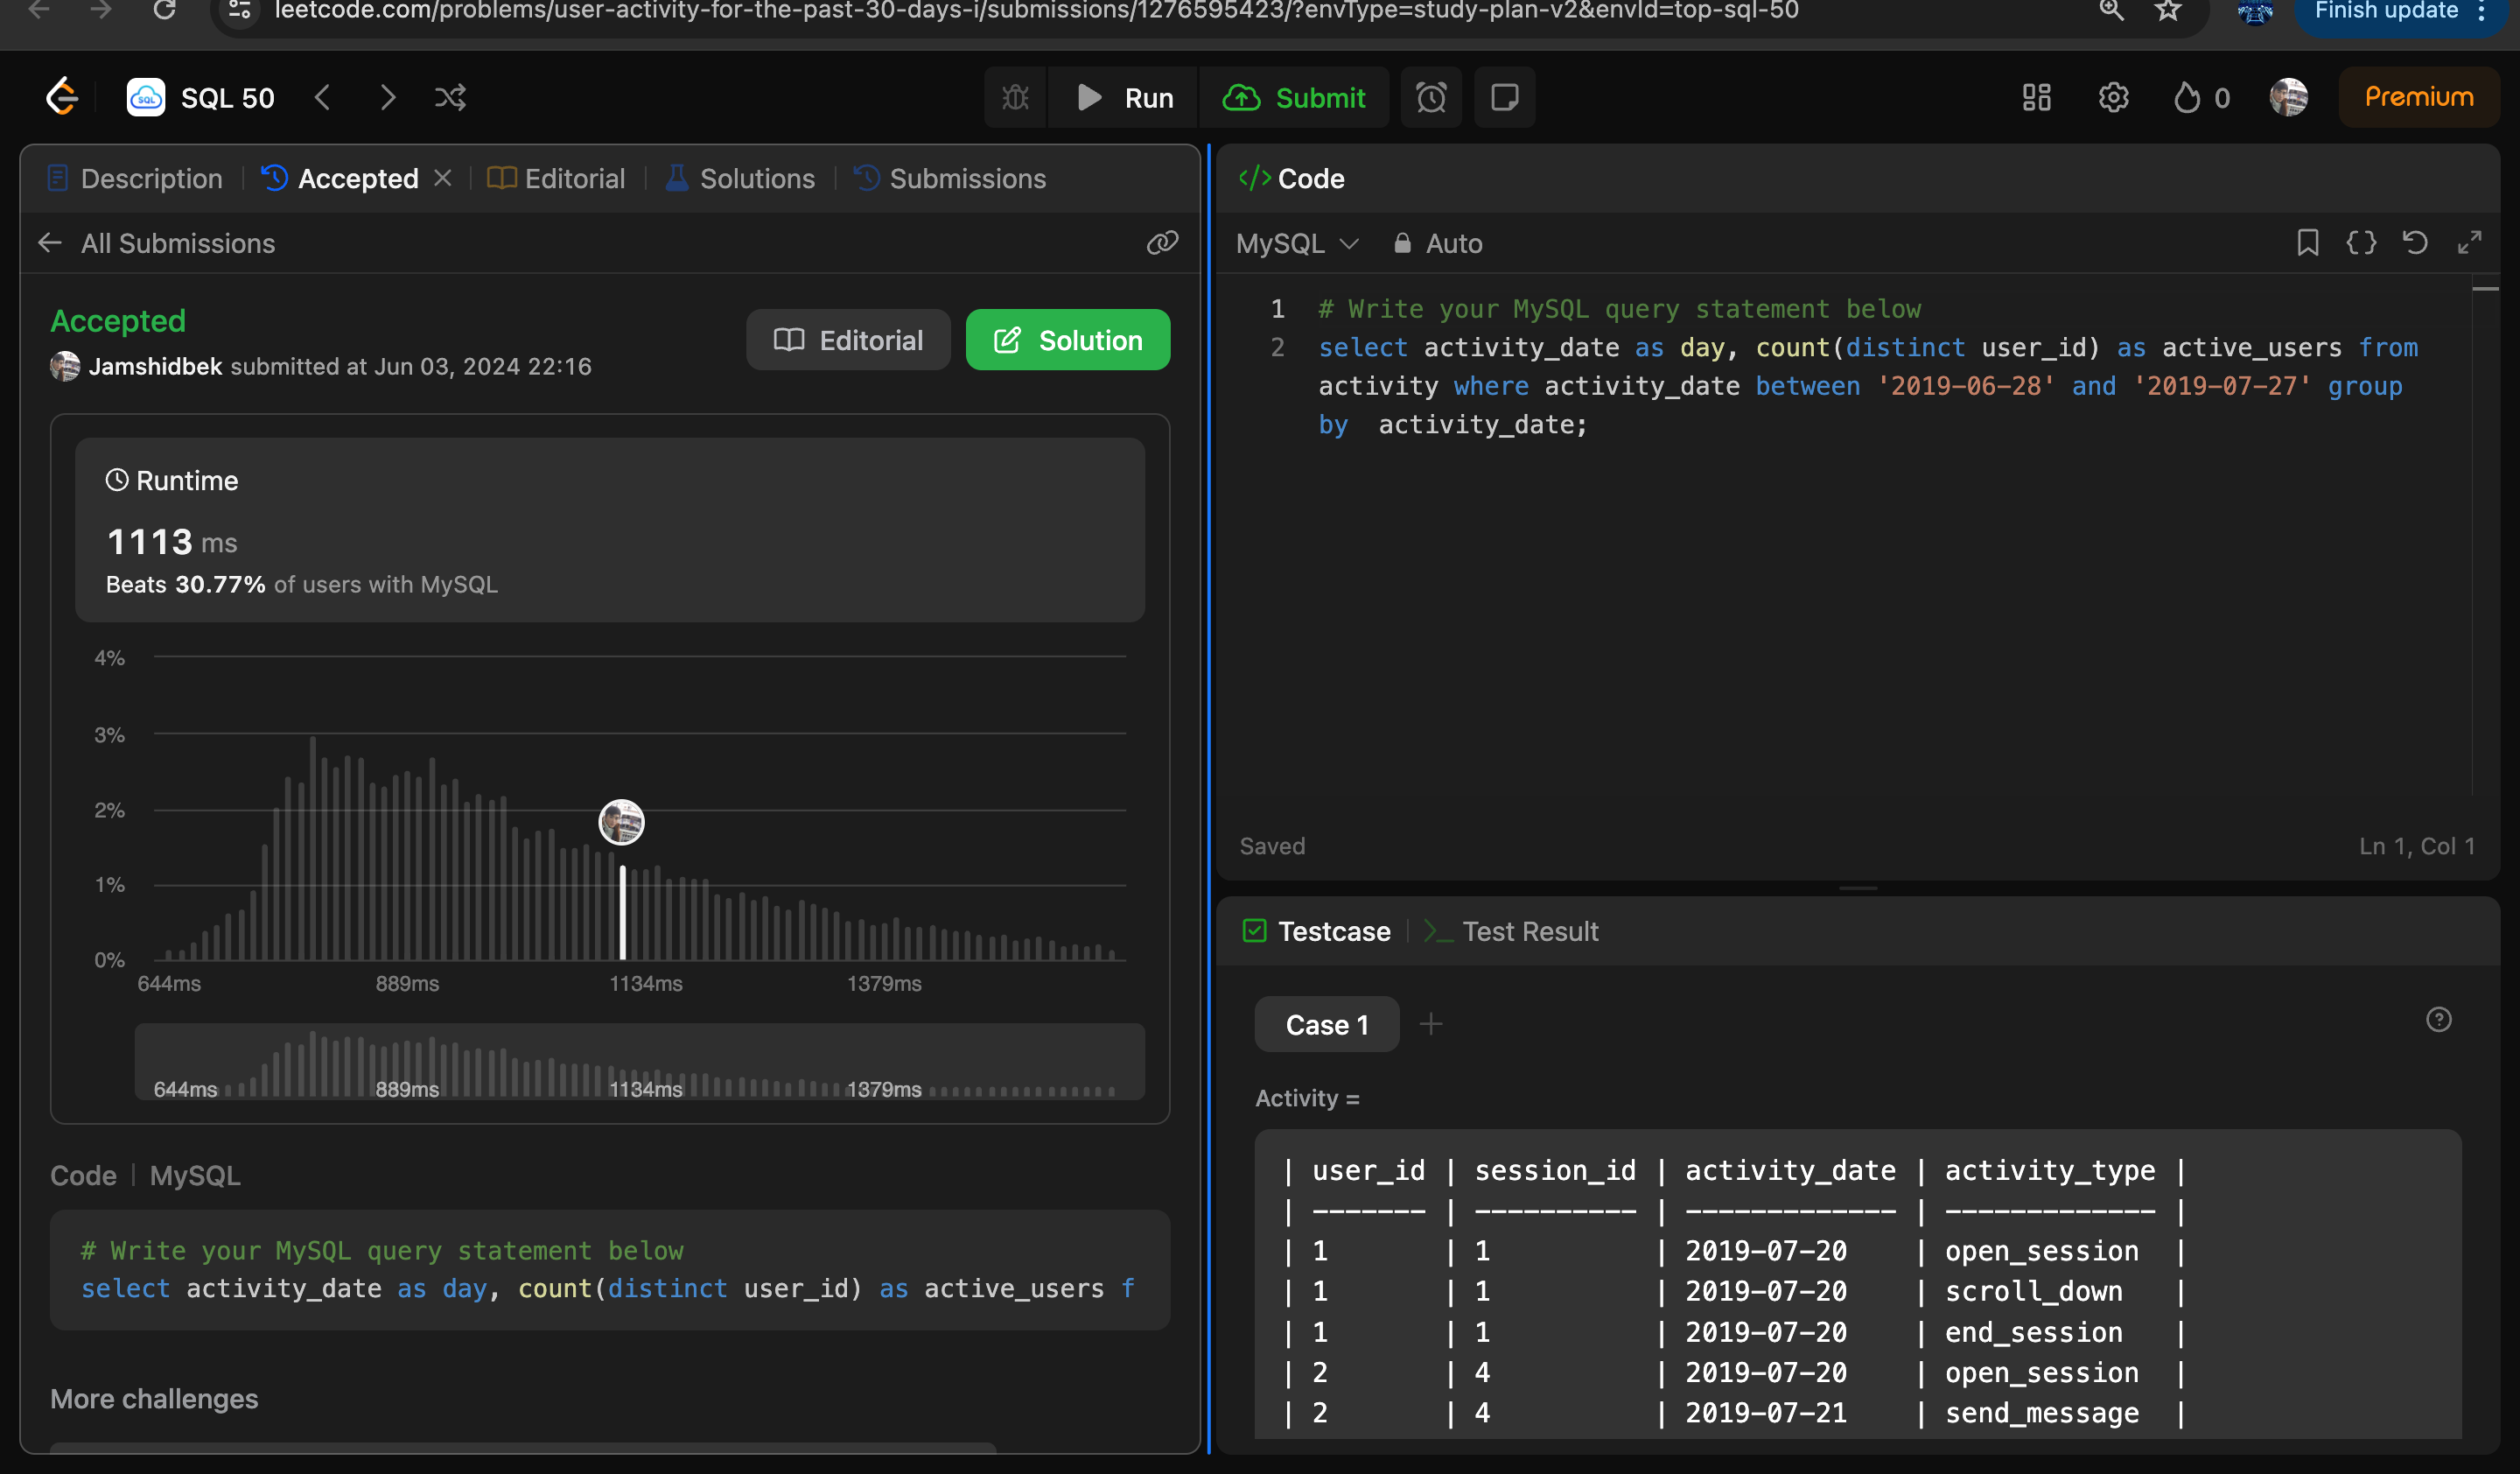 leetcode.com/problems/user-activity-for-the-past-30-days-i/submissions/1276595423/?envType=study-plan-v2&envId=top-sql-50
Finish update
SQL
SQL 50
Run
Submit
0
Premium
Description
Accepted
Editorial
Solutions
Submissions
All Submissions
Accepted
Jamshidbek submitted at Jun 03, 2024 22:16
Editorial
Solution
Runtime
1113 ms
Beats 30.77% of users with MySQL
4%
3%
2%
1%
0%
644ms 889ms 1134ms 1379ms
644ms 889ms 1134ms 1379ms
Code | MySQL
# Write your MySQL query statement below
select activity_date as day, count(distinct user_id) as active_users f
More challenges
</> Code
MySQL
Auto
1 # Write your MySQL query statement below
2 select activity_date as day, count(distinct user_id) as active_users from
activity where activity_date between '2019-06-28' and '2019-07-27' group
by  activity_date;
Saved
Ln 1, Col 1
Testcase
Test Result
Case 1
Activity =
| user_id | session_id | activity_date | activity_type |
| ------- | ---------- | ------------- | ------------- |
| 1       | 1          | 2019-07-20    | open_session  |
| 1       | 1          | 2019-07-20    | scroll_down   |
| 1       | 1          | 2019-07-20    | end_session   |
| 2       | 4          | 2019-07-20    | open_session  |
| 2       | 4          | 2019-07-21    | send_message  |